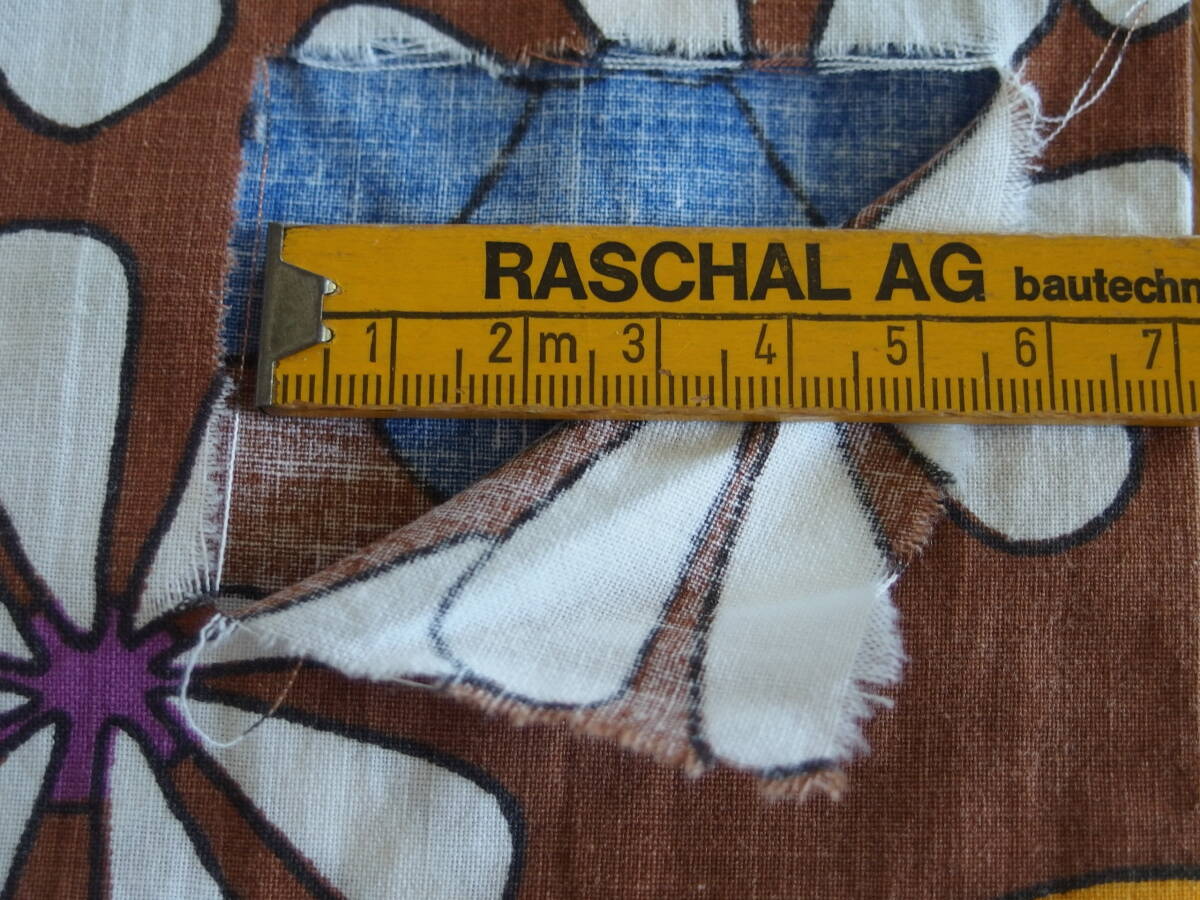 RASCHAL AG bautechn
1 2 m 3 4 5 6 7